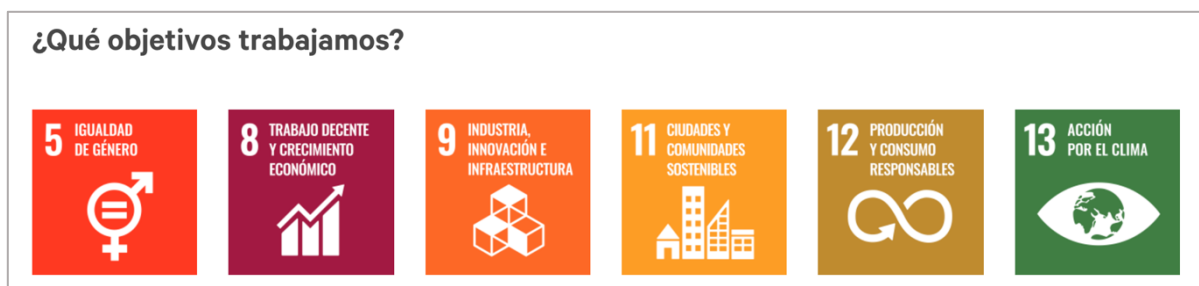 ¿Qué objetivos trabajamos?
5 IGUALDAD
DE GÉNERO
8 TRABAJO DECENTE
Y CRECIMIENTO
ECONÓMICO
9 INDUSTRIA,
INNOVACIÓN E
INFRAESTRUCTURA
11 CIUDADES Y
COMUNIDADES
SOSTENIBLES
12 PRODUCCIÓN
Y CONSUMO
RESPONSABLES
13 ACCIÓN
POR EL CLIMA